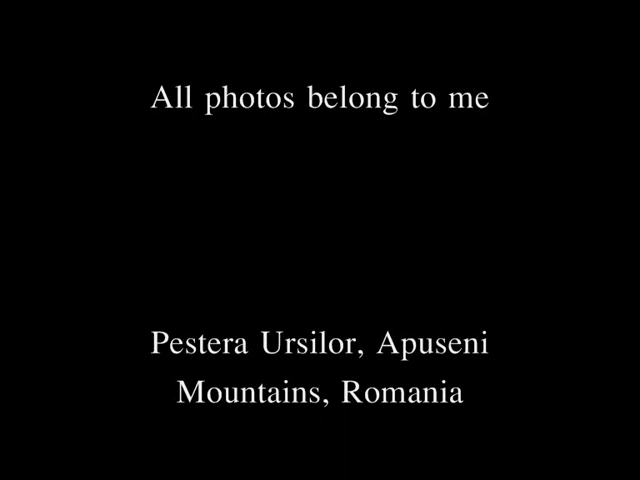 All photos belong to me
Pestera Ursilor, Apuseni
Mountains, Romania